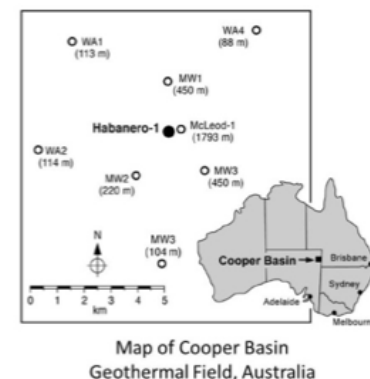 WA4
(88 m)
WA1
(113 m)
MW1
(450 m)
Habanero-1
McLeod-1
(1793 m)
WA2
(114 m)
MW2
(220 m)
MW3
(450 m)
N
MW3
(104 m)
0 1 2 3 4 5
km
Cooper Basin
Brisbane
Sydney
Adelaide
Melbourn
Map of Cooper Basin
Geothermal Field, Australia